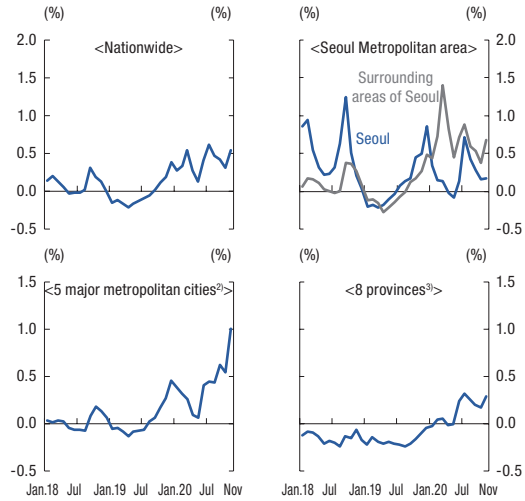 (%) (%)
2.0
1.5
1.0
0.5
0.0
-0.5
<Nationwide>
(%) (%)
<Seoul Metropolitan area>
Surrounding
areas of Seoul
Seoul
2.0
1.5
1.0
0.5
0.0
-0.5
(%) (%)
1.5
1.0
0.5
0.0
-0.5
<5 major metropolitan cities²⁾>
Jan.18 Jul Jan.19 Jan.20 Jul Nov
(%) (%)
<8 provinces³⁾>
1.5
1.0
0.5
0.0
-0.5
Jan.18 Jul Jan.19 Jan.20 Jul Nov